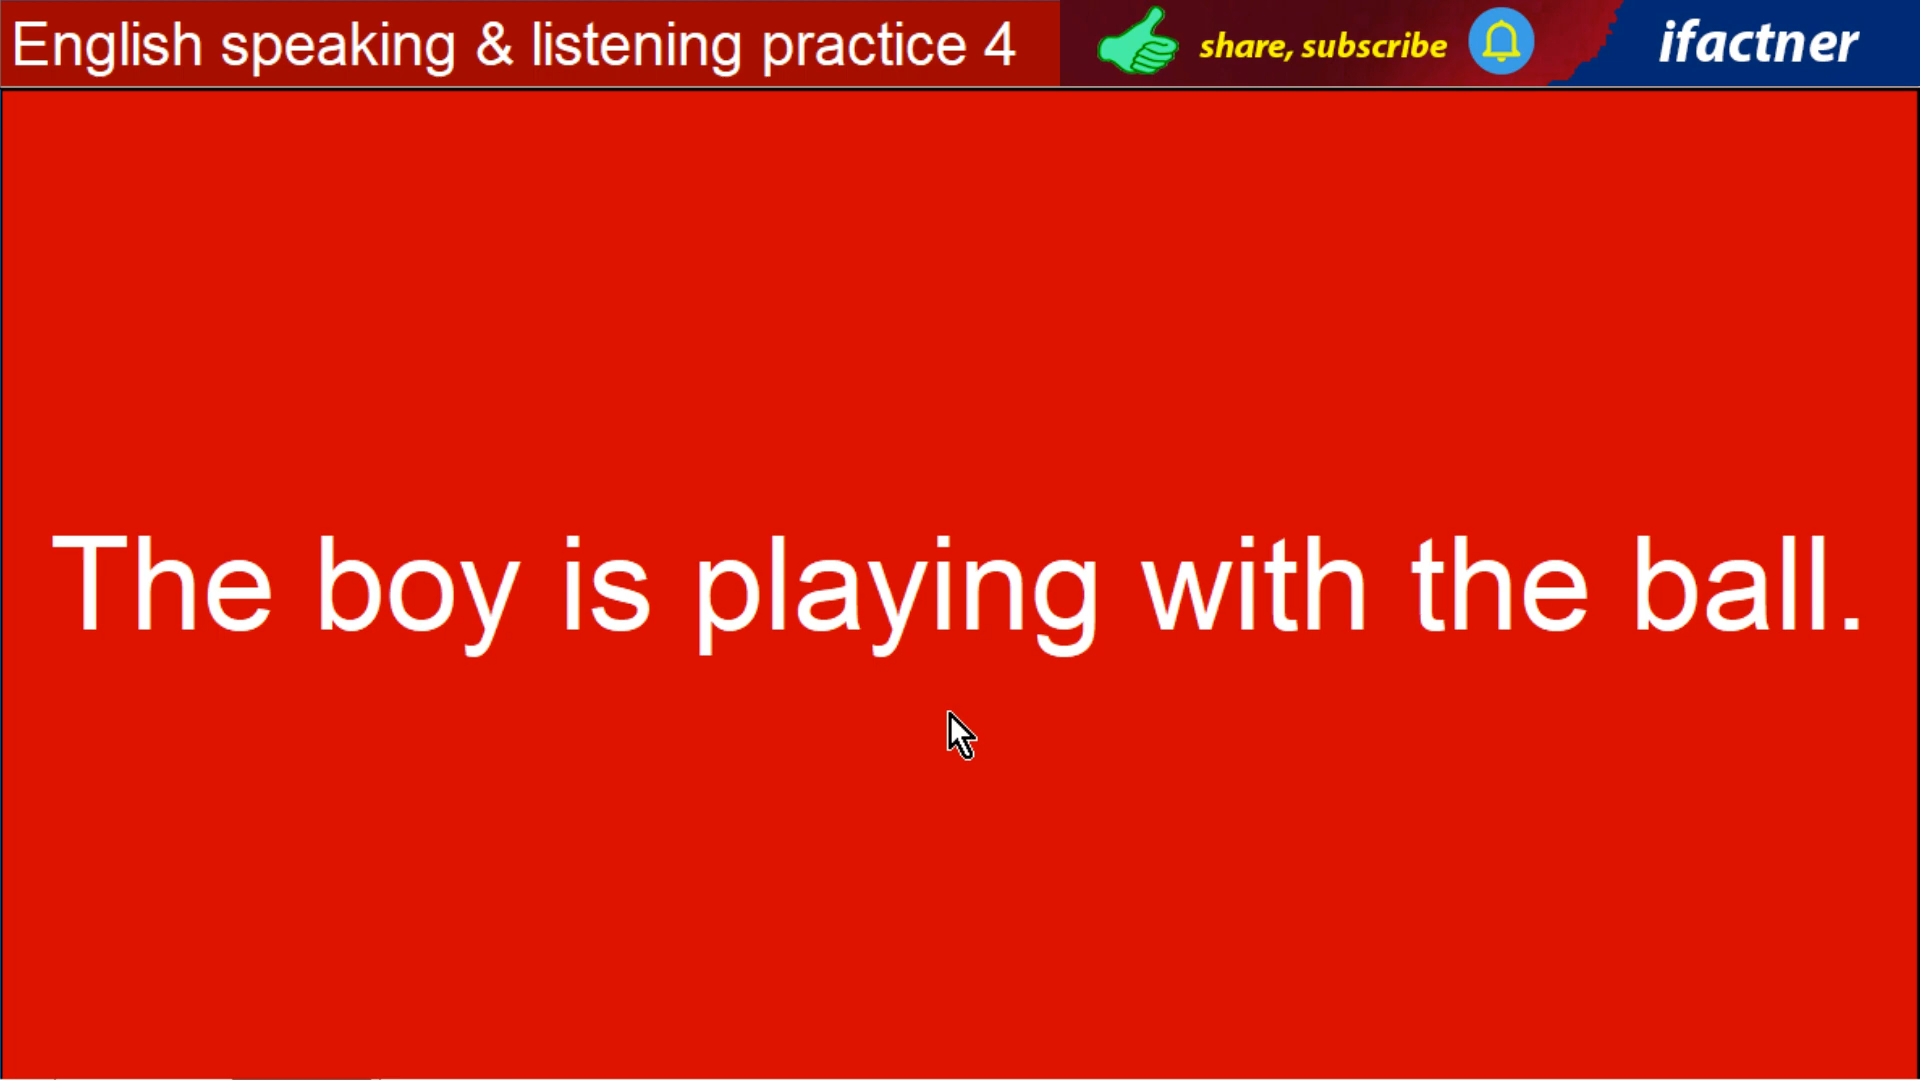 English speaking & listening practice 4
share, subscribe
ifactner
The boy is playing with the ball.